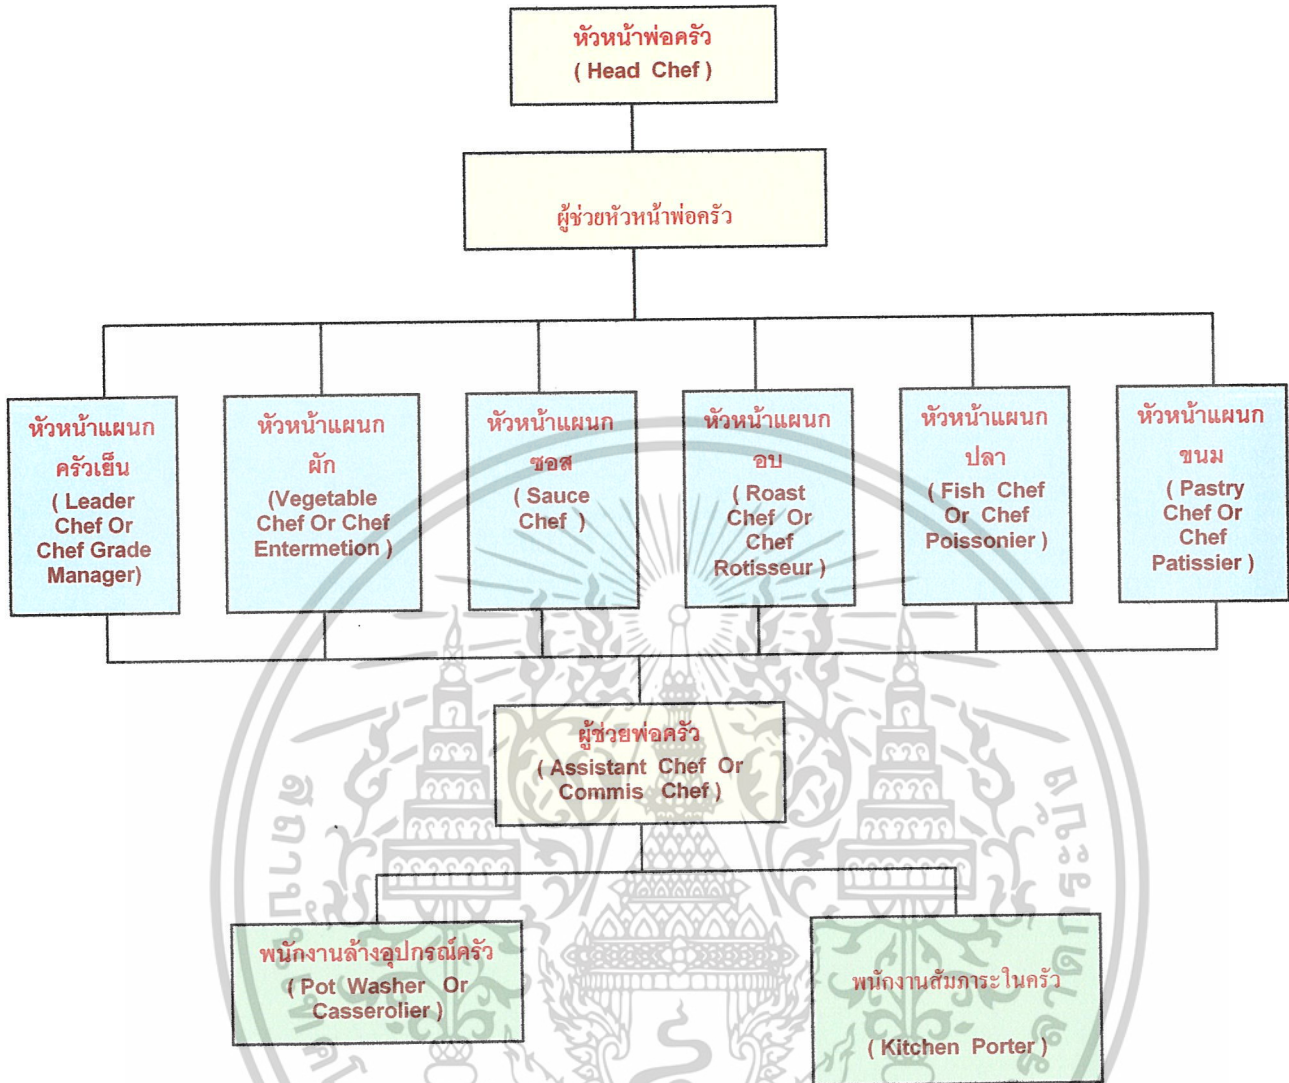 หัวหน้าพ่อครัว
( Head Chef )
ผู้ช่วยหัวหน้าพ่อครัว
หัวหน้าแผนก
ครัวเย็น
( Leader
Chef Or
Chef Grade
Manager)
หัวหน้าแผนก
ผัก
(Vegetable
Chef Or Chef
Entermetion )
หัวหน้าแผนก
ซอส
( Sauce
Chef )
หัวหน้าแผนก
อบ
( Roast
Chef Or
Chef
Rotisseur )
หัวหน้าแผนก
ปลา
( Fish Chef
Or Chef
Poissonier )
หัวหน้าแผนก
ขนม
( Pastry
Chef Or
Chef
Patissier )
ผู้ช่วยพ่อครัว
( Assistant Chef Or
Commis Chef )
พนักงานล้างอุปกรณ์ครัว
( Pot Washer Or
Casserolier )
พนักงานสัมภาระในครัว
( Kitchen Porter )